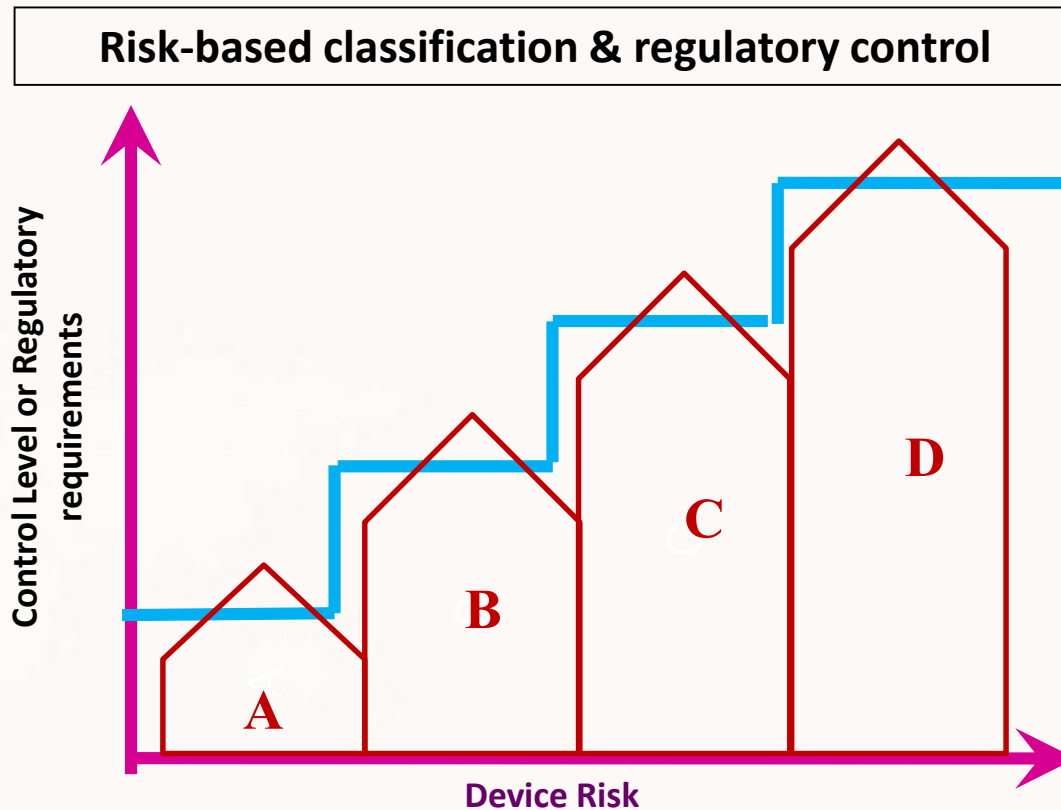 Risk-based classification & regulatory control
Control Level or Regulatory
requirements
A
B
C
D
Device Risk